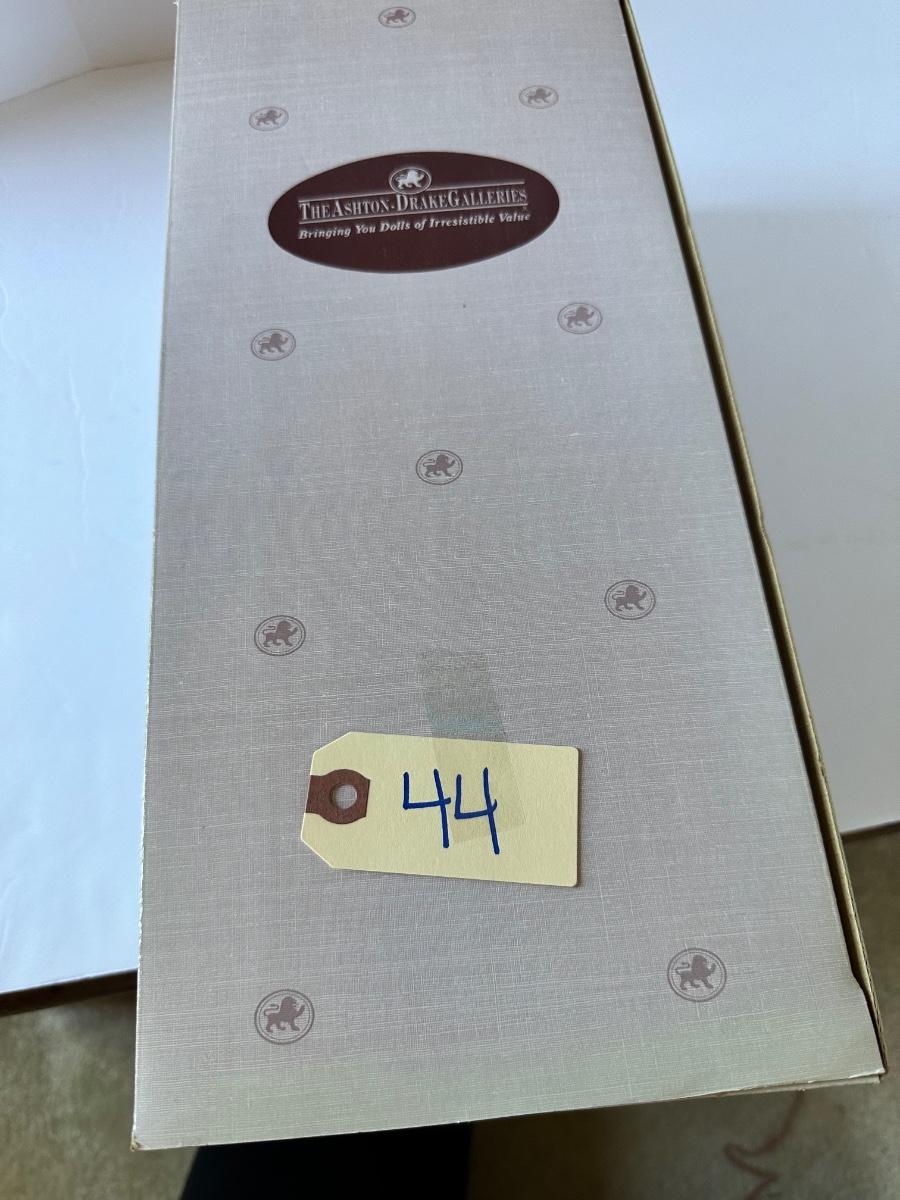 THE ASHTON-DRAKE GALLERIES
Bringing You Dolls of Irresistible Value
44